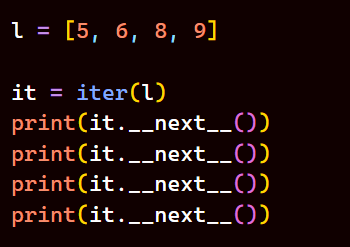 l = [5, 6, 8, 9]
it = iter(l)
print(it.__next__())
print(it.__next__())
print(it.__next__())
print(it.__next__())